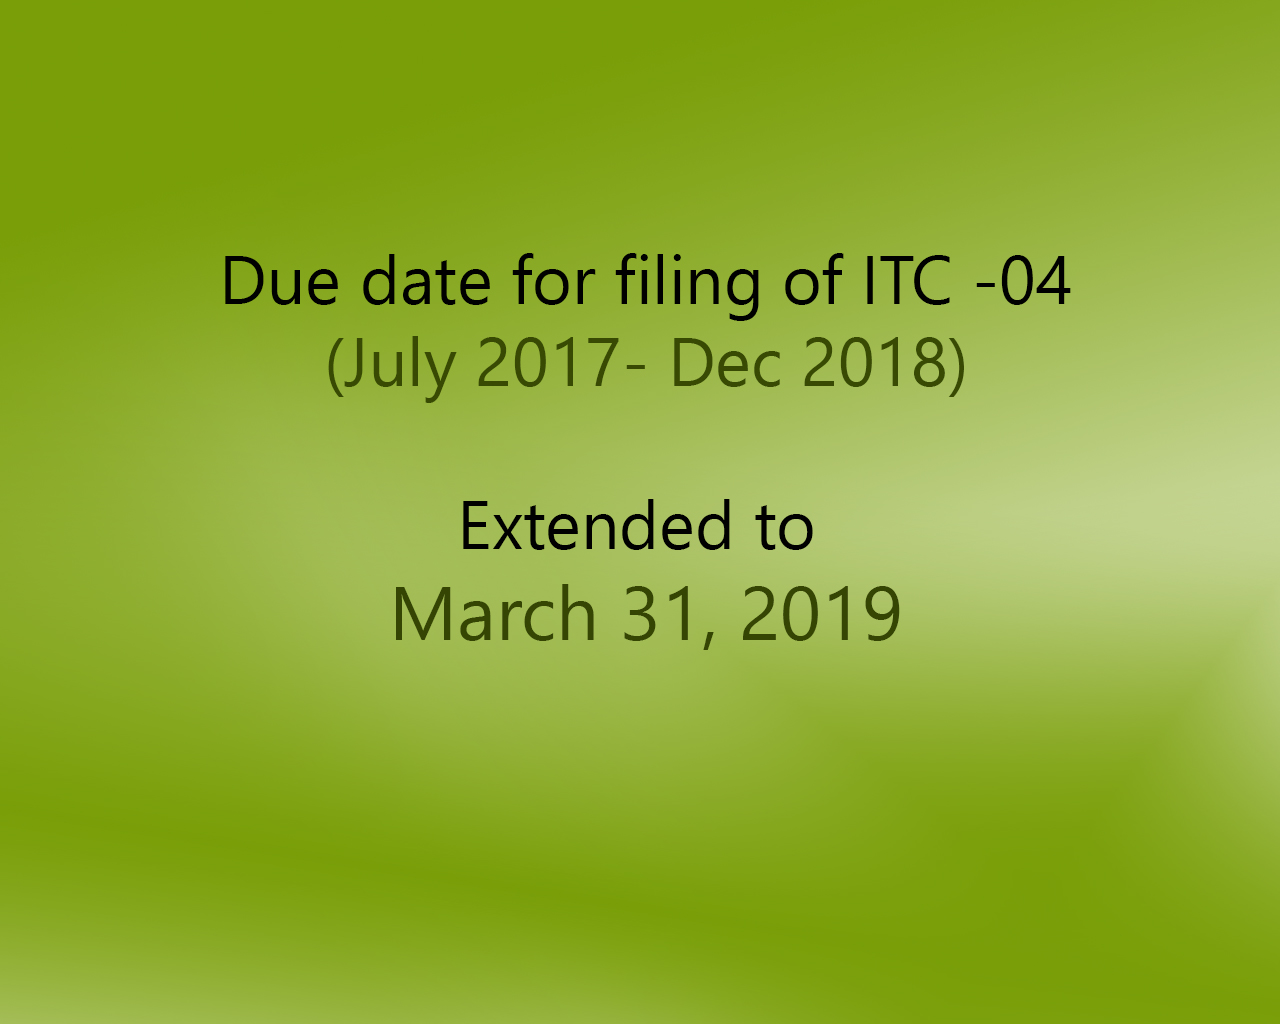 Due date for filing of ITC -04
(July 2017- Dec 2018)
Extended to
March 31, 2019